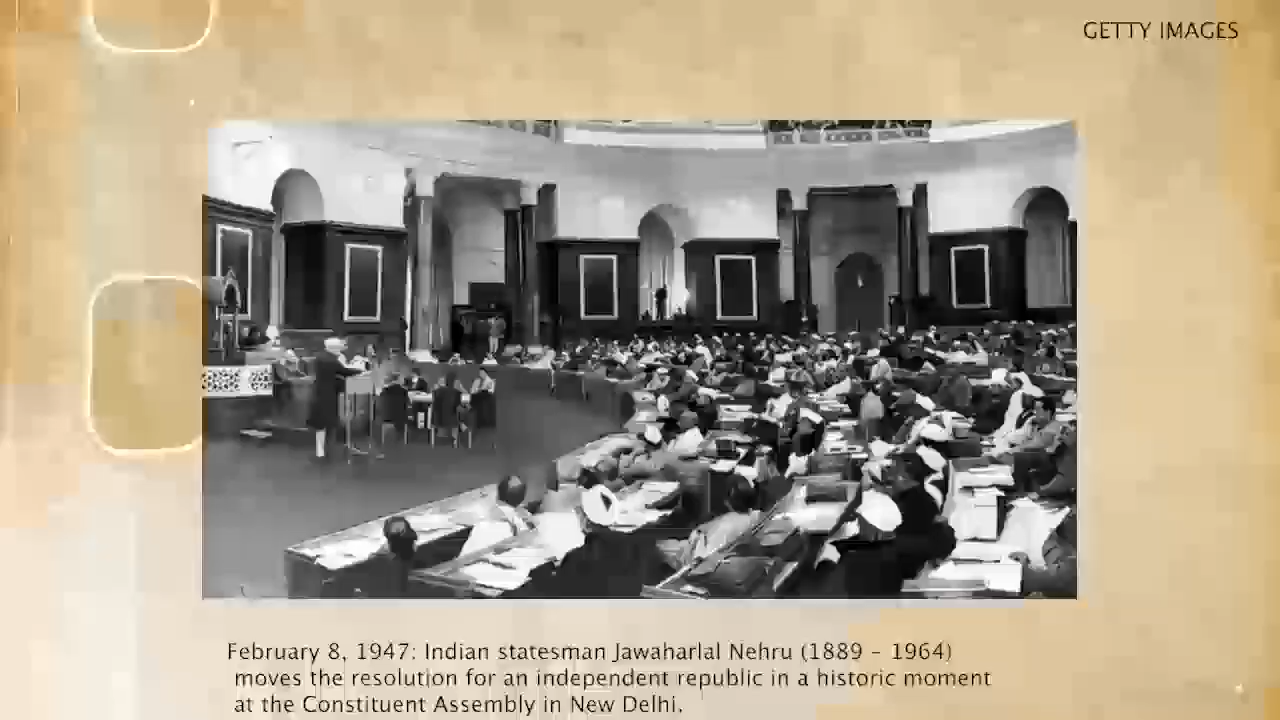 GETTY IMAGES
February 8, 1947: Indian statesman Jawaharlal Nehru (1889 - 1964)
moves the resolution for an independent republic in a historic moment
at the Constituent Assembly in New Delhi.